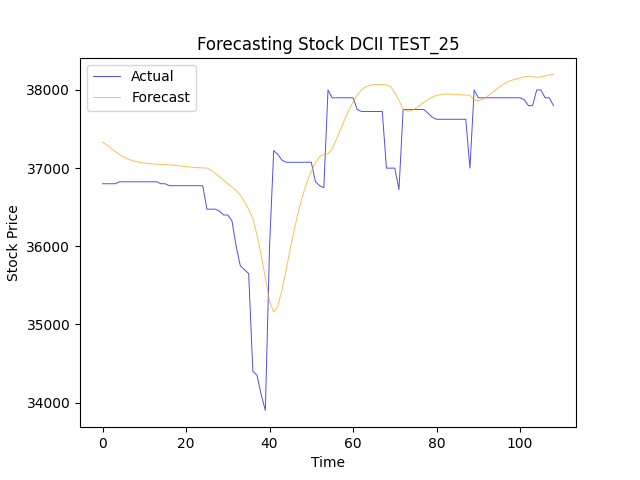 Forecasting Stock DCII TEST_25
Actual
Forecast
38000
37000
36000
35000
34000
Stock Price
0 20 40 60 80 100
Time